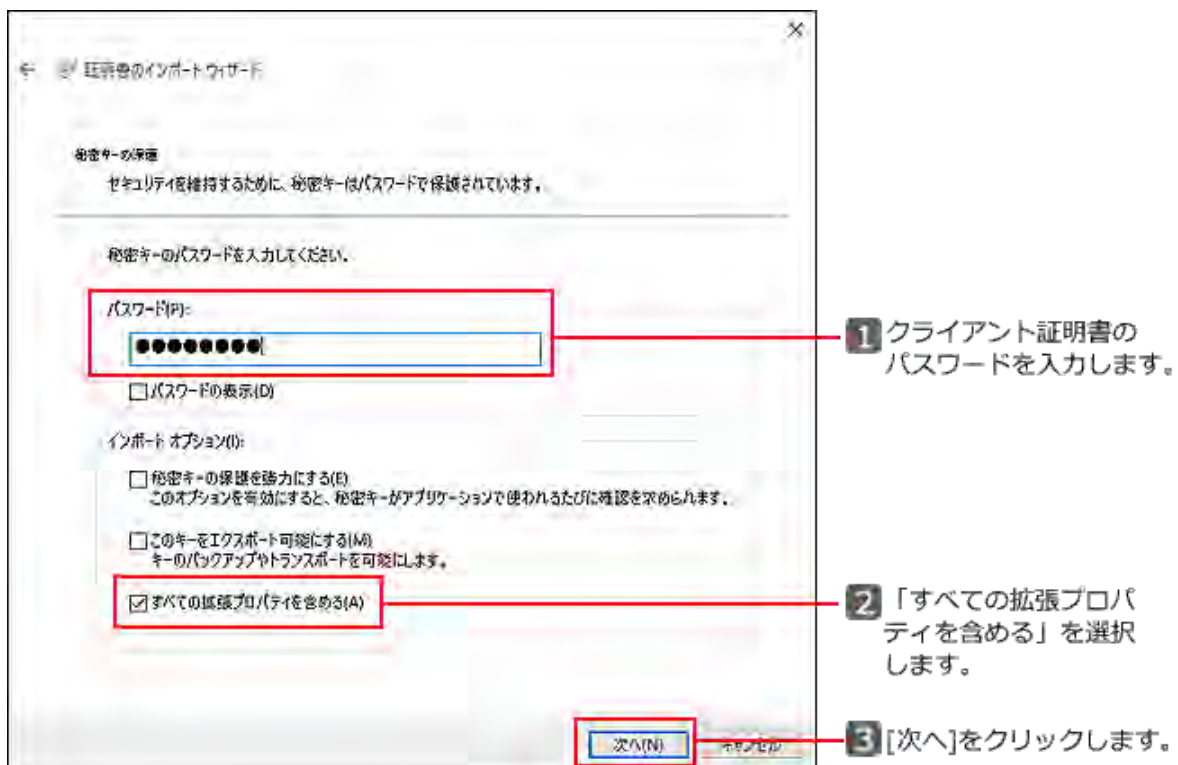 証明書のインポート ウィザード
秘密キーの保護
セキュリティを維持するために、秘密キーはパスワードで保護されています。
秘密キーのパスワードを入力してください。
パスワード(P):
●●●●●●●●
パスワードの表示(D)
インポート オプション(I):
秘密キーの保護を強力にする(E)
このオプションを有効にすると、秘密キーがアプリケーションで使われるたびに確認を求められます。
このキーをエクスポート可能にする(M)
キーのバックアップやトランスポートを可能にします。
すべての拡張プロパティを含める(A)
次へ(N)
キャンセル
1 クライアント証明書の
パスワードを入力します。
2 「すべての拡張プロパ
ティを含める」を選択
します。
3 [次へ]をクリックします。